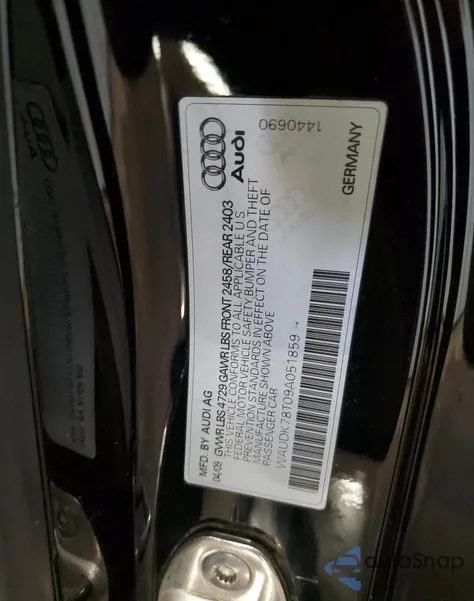 1440690
Audi
MFD. BY AUDI AG
04/09 GVWR LBS 4729 GAWR LBS FRONT 2458/REAR 2403
THIS VEHICLE CONFORMS TO ALL APPLICABLE U.S
FEDERAL MOTOR VEHICLE SAFETY BUMPER AND THEFT
PREVENTION STANDARDS IN EFFECT ON THE DATE OF
MANUFACTURE SHOWN ABOVE
PASSENGER CAR
GERMANY
WAUDK78T09A051859
AutoSnap